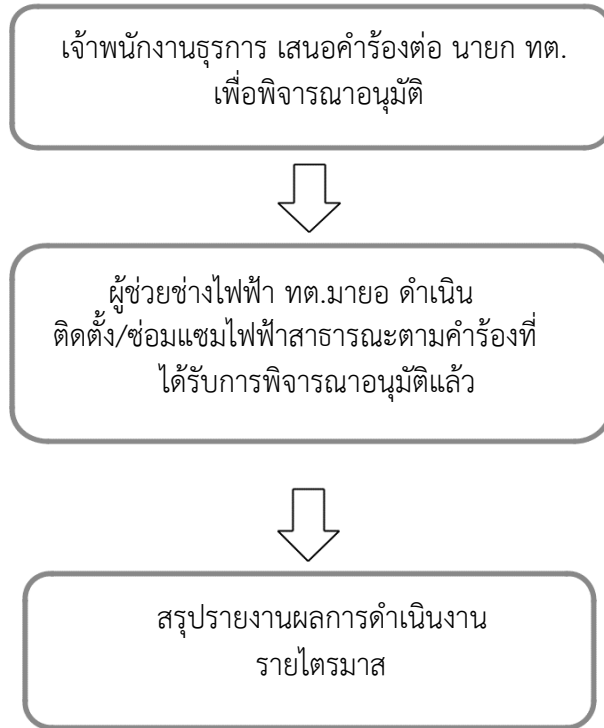 เจ้าพนักงานธุรการ เสนอคำร้องต่อ นายก ทต.
เพื่อพิจารณาอนุมัติ
ผู้ช่วยช่างไฟฟ้า ทต.มายอ ดำเนิน
ติดตั้ง/ซ่อมแซมไฟฟ้าสาธารณะตามคำร้องที่
ได้รับการพิจารณาอนุมัติแล้ว
สรุปรายงานผลการดำเนินงาน
รายไตรมาส